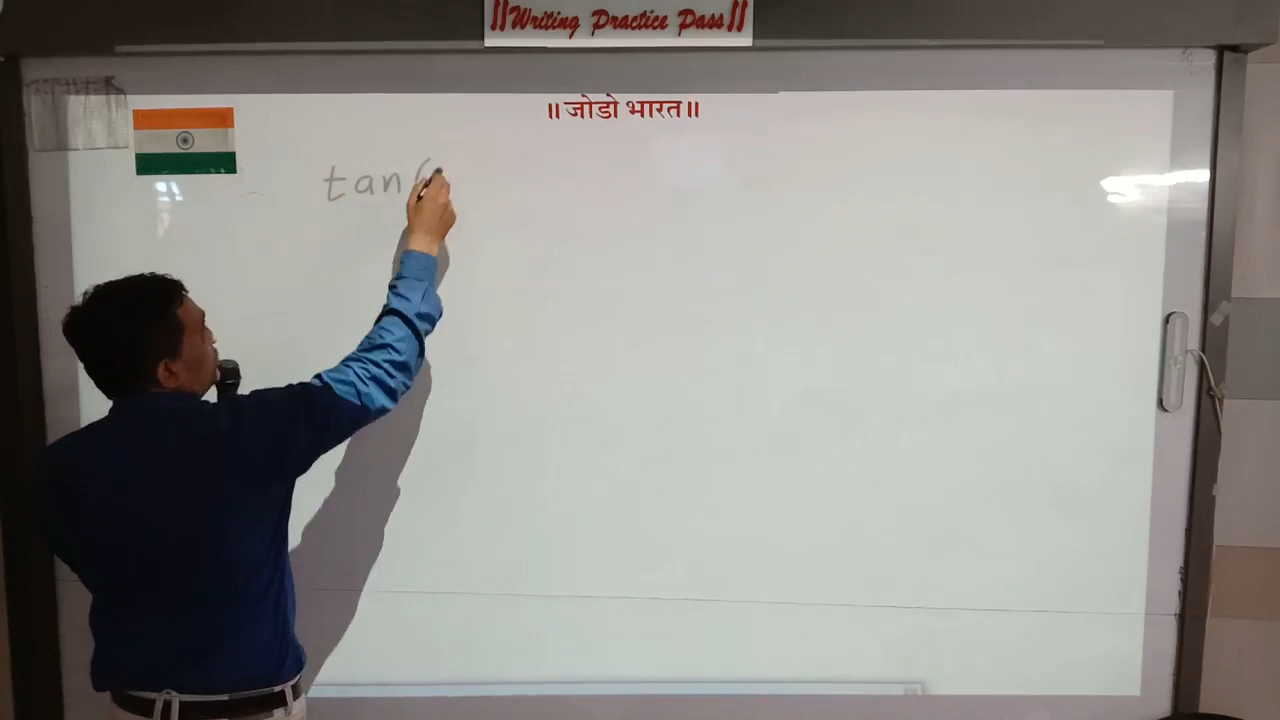 ||Writing Practice Pass||
॥ जोडो भारत॥
tan(